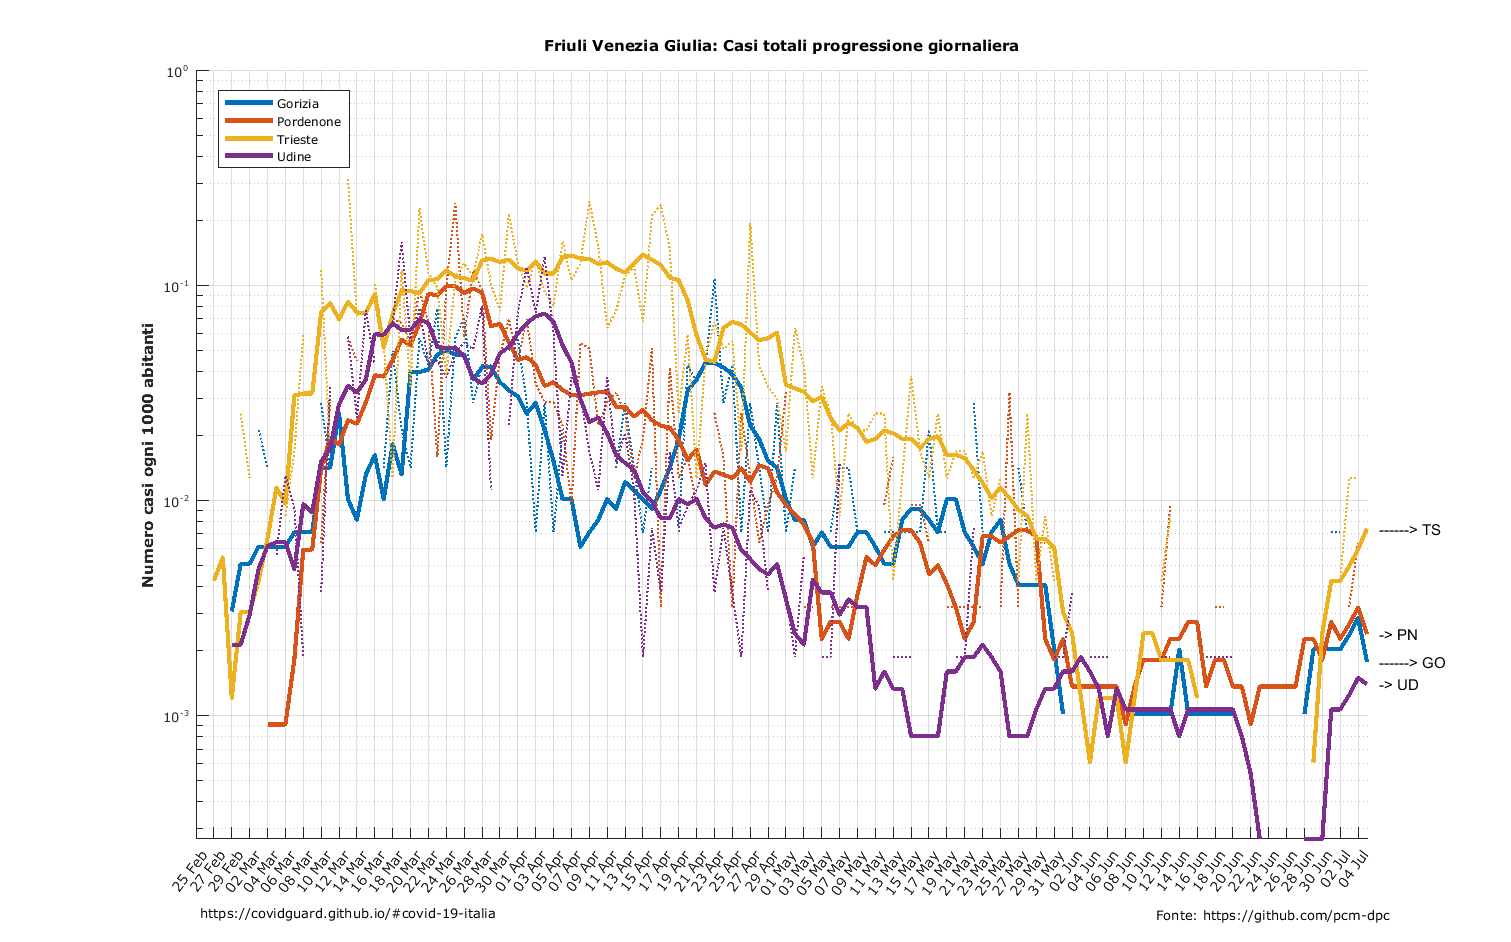 Friuli Venezia Giulia: Casi totali progressione giornaliera
10^0
10^-1
10^-2
10^-3
Numero casi ogni 1000 abitanti
Gorizia
Pordenone
Trieste
Udine
------> TS
-> PN
------> GO
-> UD
25 Feb
27 Feb
29 Feb
02 Mar
04 Mar
06 Mar
08 Mar
10 Mar
12 Mar
14 Mar
16 Mar
18 Mar
20 Mar
22 Mar
24 Mar
26 Mar
28 Mar
30 Mar
01 Apr
03 Apr
05 Apr
07 Apr
09 Apr
11 Apr
13 Apr
15 Apr
17 Apr
19 Apr
21 Apr
23 Apr
25 Apr
27 Apr
29 Apr
01 May
03 May
05 May
07 May
09 May
11 May
13 May
15 May
17 May
19 May
21 May
23 May
25 May
27 May
29 May
31 May
02 Jun
04 Jun
06 Jun
08 Jun
10 Jun
12 Jun
14 Jun
16 Jun
18 Jun
20 Jun
22 Jun
24 Jun
26 Jun
28 Jun
30 Jun
02 Jul
04 Jul
https://covidguard.github.io/#covid-19-italia
Fonte: https://github.com/pcm-dpc